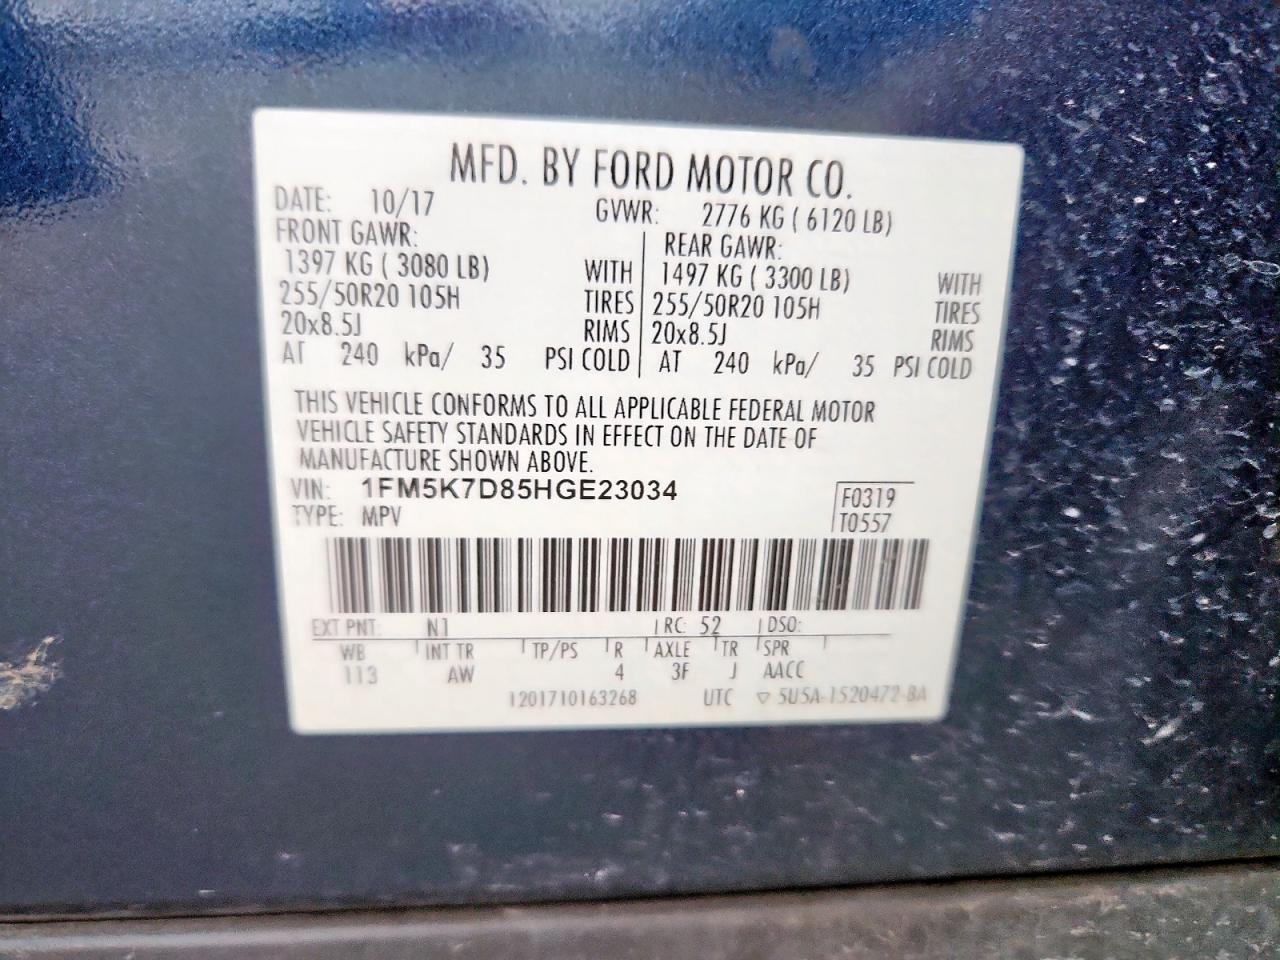 MFD. BY FORD MOTOR CO.
DATE: 10/17 GVWR: 2776 KG ( 6120 LB)
FRONT GAWR: REAR GAWR:
1397 KG ( 3080 LB) WITH 1497 KG ( 3300 LB) WITH
255/50R20 105H TIRES 255/50R20 105H TIRES
20x8.5J RIMS 20x8.5J RIMS
AT 240 kPa/ 35 PSI COLD AT 240 kPa/ 35 PSI COLD
THIS VEHICLE CONFORMS TO ALL APPLICABLE FEDERAL MOTOR
VEHICLE SAFETY STANDARDS IN EFFECT ON THE DATE OF
MANUFACTURE SHOWN ABOVE.
VIN: 1FM5K7D85HGE23034 F0319
TYPE: MPV T0557
EXT PNT: N1 RC: 52 DSO:
WB INT TR TP/PS R AXLE TR SPR
113 AW 4 3F J AACC
1201710163268 UTC ▽ 5U5A-1520472-BA